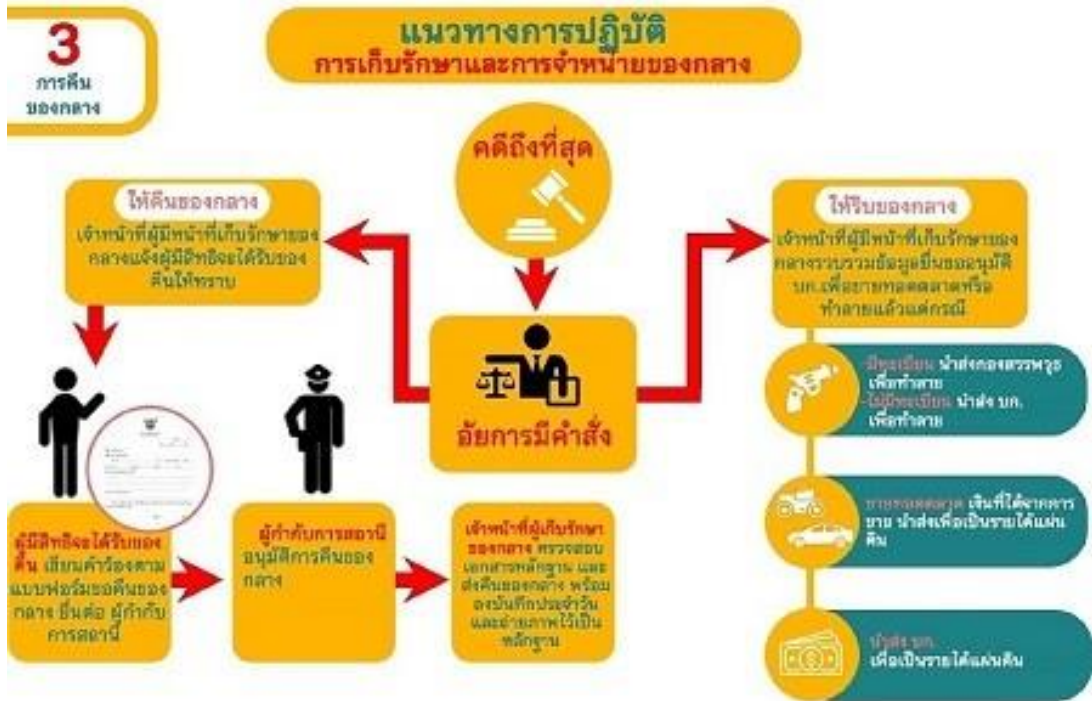 3
การคืน
ของกลาง
แนวทางการปฏิบัติ
การเก็บรักษาและการจำหน่ายของกลาง
คดีถึงที่สุด
ให้คืนของกลาง
เจ้าหน้าที่ผู้มีหน้าที่เก็บรักษาของ
กลางแจ้งผู้มีสิทธิจะได้รับของ
คืนให้ทราบ
อัยการมีคำสั่ง
ให้ริบของกลาง
เจ้าหน้าที่ผู้มีหน้าที่เก็บรักษาของ
กลางรวบรวมข้อมูลยื่นขออนุมัติ
บก.เพื่อขายทอดตลาดหรือ
ทำลายแล้วแต่กรณี
-มีทะเบียน นำส่งกองสรรพาวุธ
เพื่อทำลาย
-ไม่มีทะเบียน นำส่ง บก.
เพื่อทำลาย
ขายทอดตลาด เงินที่ได้จากการ
ขาย นำส่งเพื่อเป็นรายได้แผ่น
ดิน
นำส่ง บก.
เพื่อเป็นรายได้แผ่นดิน
ผู้มีสิทธิจะได้รับของ
คืน เขียนคำร้องตาม
แบบฟอร์มขอคืนของ
กลาง ยื่นต่อ ผู้กำกับ
การสถานี
ผู้กำกับการสถานี
อนุมัติการคืนของ
กลาง
เจ้าหน้าที่ผู้เก็บรักษา
ของกลาง ตรวจสอบ
เอกสารหลักฐาน และ
ส่งคืนของกลาง พร้อม
ลงบันทึกประจำวัน
และถ่ายภาพไว้เป็น
หลักฐาน